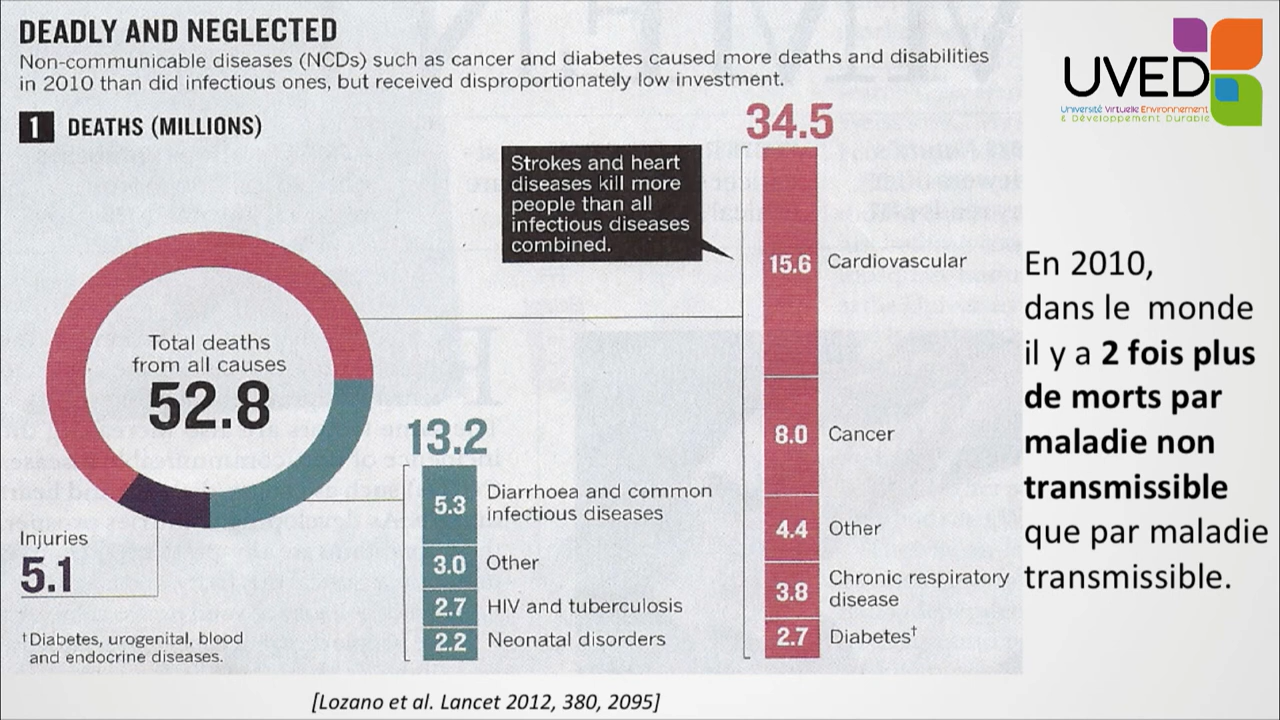 DEADLY AND NEGLECTED
Non-communicable diseases (NCDs) such as cancer and diabetes caused more deaths and disabilities
in 2010 than did infectious ones, but received disproportionately low investment.
1 DEATHS (MILLIONS)
Total deaths
from all causes
52.8
Injuries
5.1
†Diabetes, urogenital, blood
and endocrine diseases.
13.2
5.3 Diarrhoea and common
infectious diseases
3.0 Other
2.7 HIV and tuberculosis
2.2 Neonatal disorders
34.5
Strokes and heart
diseases kill more
people than all
infectious diseases
combined.
15.6 Cardiovascular
8.0 Cancer
4.4 Other
3.8 Chronic respiratory
disease
2.7 Diabetes†
[Lozano et al. Lancet 2012, 380, 2095]
UVED
Université Virtuelle Environnement
& Développement Durable
En 2010,
dans le monde
il y a 2 fois plus
de morts par
maladie non
transmissible
que par maladie
transmissible.